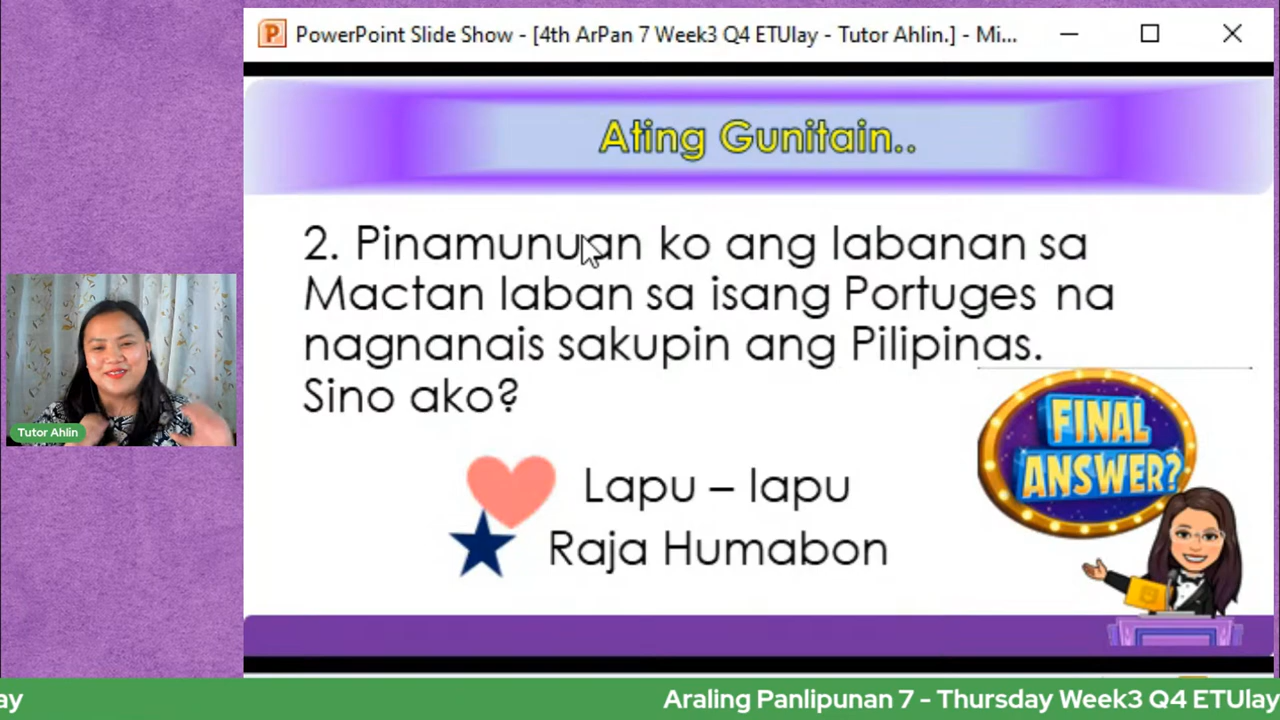 PowerPoint Slide Show - [4th ArPan 7 Week3 Q4 ETUlay - Tutor Ahlin.] - Mi...
Ating Gunitain..
2. Pinamunuan ko ang labanan sa
Mactan laban sa isang Portuges na
nagnanais sakupin ang Pilipinas.
Sino ako?
FINAL
ANSWER?
Lapu – lapu
Raja Humabon
Tutor Ahlin
ay
Araling Panlipunan 7 - Thursday Week3 Q4 ETUlay